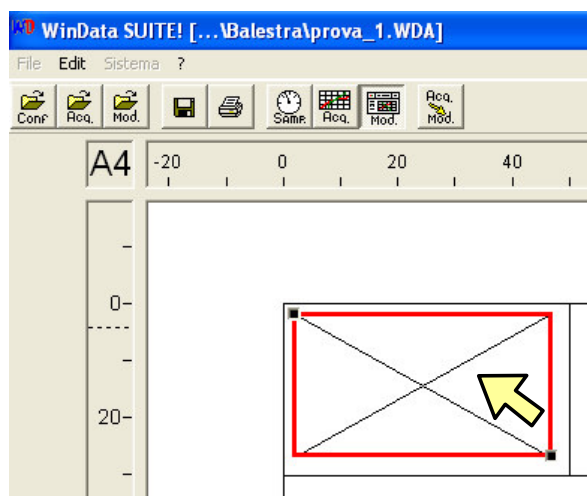 WD WinData SUITE! [...\Balestra\prova_1.WDA]
File Edit Sistema ?
Conf Acq. Mod. SAMP. Acq. Mod. Acq. Mod.
A4 -20 0 20 40
0
20